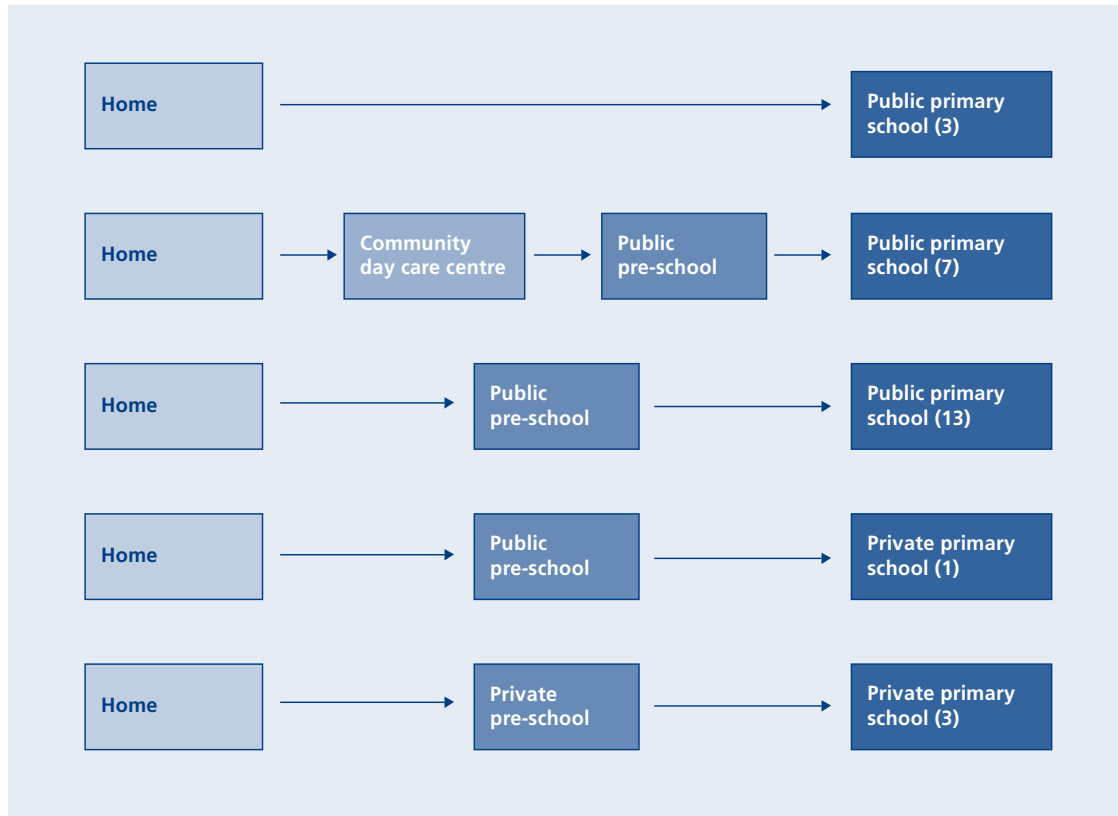 Home
Public primary
school (3)
Home
Community
day care centre
Public
pre-school
Public primary
school (7)
Home
Public
pre-school
Public primary
school (13)
Home
Public
pre-school
Private primary
school (1)
Home
Private
pre-school
Private primary
school (3)